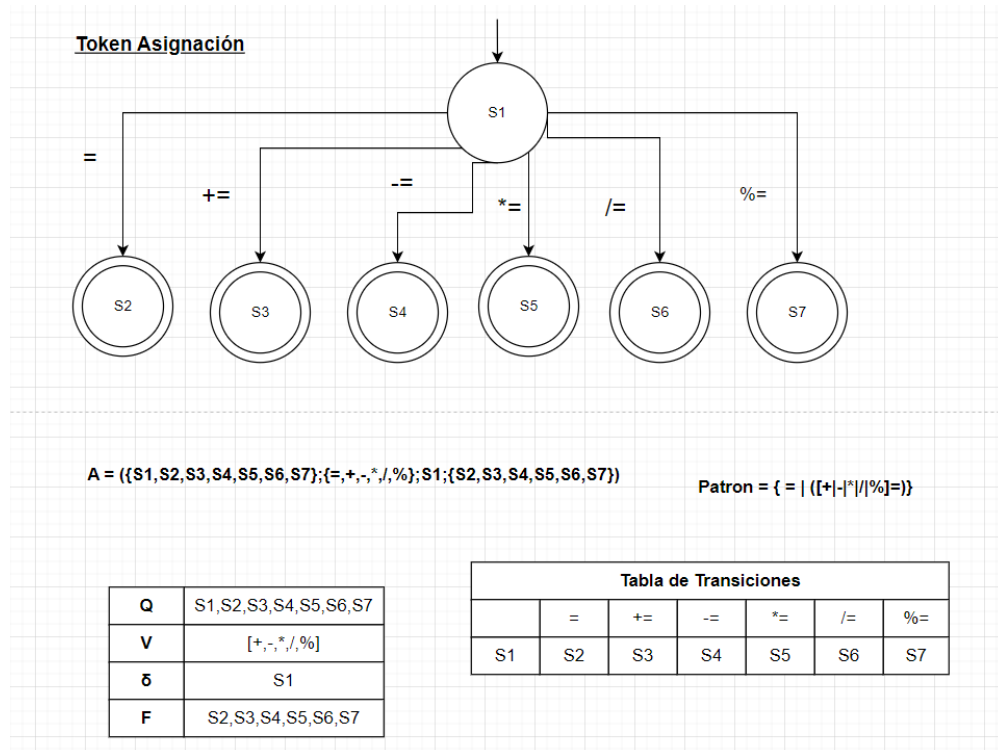 Token Asignación
S1
=
+=
-=
*=
/=
%=
S2
S3
S4
S5
S6
S7
A = ({S1,S2,S3,S4,S5,S6,S7};{=,+,-,*,/,%};S1;{S2,S3,S4,S5,S6,S7})
Patron = { = | ([+|-|*|/|%]=)}
Q S1,S2,S3,S4,S5,S6,S7
V [+,-,*,/,%]
δ S1
F S2,S3,S4,S5,S6,S7
Tabla de Transiciones
= += -= *= /= %=
S1 S2 S3 S4 S5 S6 S7